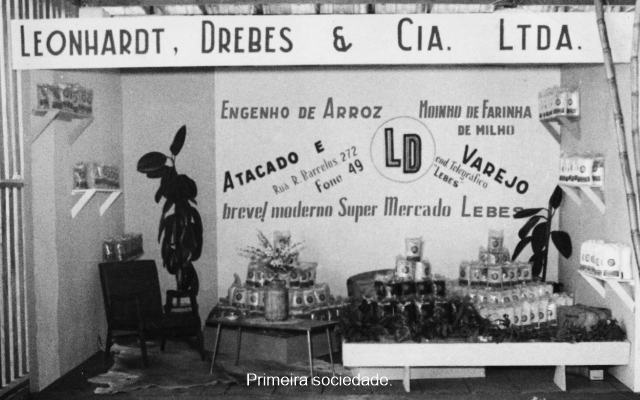 LEONHARDT, DREBES & CIA. LTDA.
ENGENHO DE ARROZ
MOINHO DE FARINHA
DE MILHO
ATACADO E
VAREJO
LD
Rua R. Barcelos 272
Fone 49
end. Telegráfico
"LEBES"
breve/ moderno Super Mercado LEBES
Primeira sociedade.